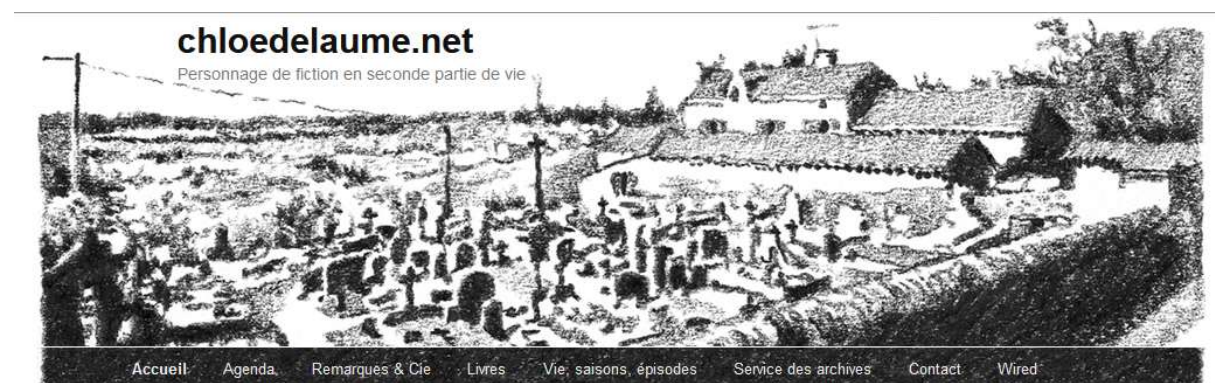 chloedelaume.net
Personnage de fiction en seconde partie de vie
Accueil Agenda Remarques & Cie Livres Vie, saisons, épisodes Service des archives Contact Wired